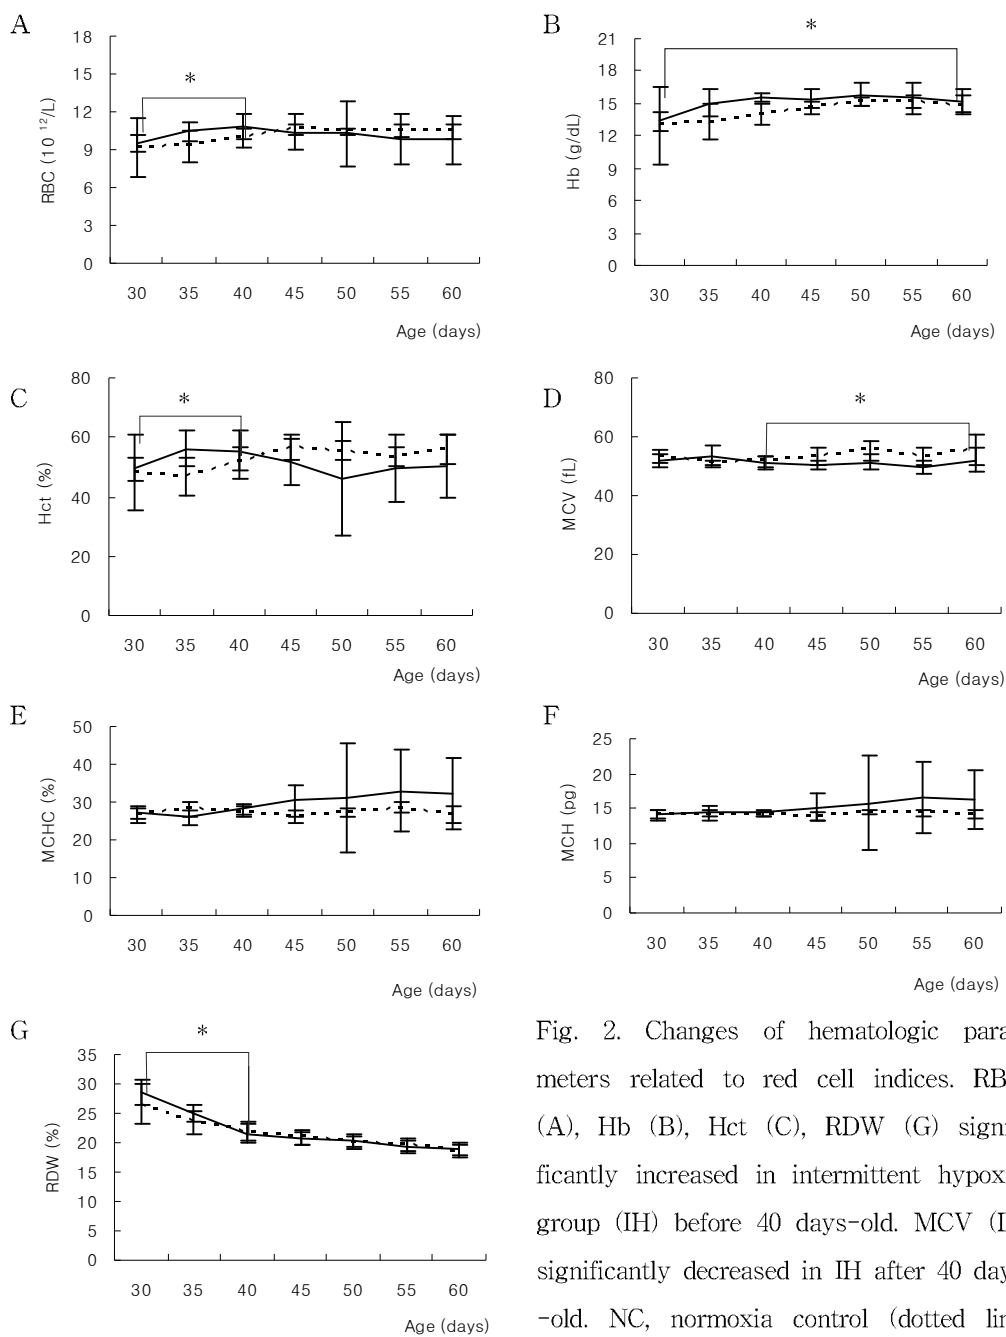 A
RBC (10 12/L)
18
15
12
9
6
3
0
*
30 35 40 45 50 55 60
Age (days)
B
Hb (g/dL)
21
18
15
12
9
6
3
0
*
30 35 40 45 50 55 60
Age (days)
C
Hct (%)
80
60
40
20
0
*
30 35 40 45 50 55 60
Age (days)
D
MCV (fL)
80
60
40
20
0
*
30 35 40 45 50 55 60
Age (days)
E
MCHC (%)
50
40
30
20
10
0
30 35 40 45 50 55 60
Age (days)
F
MCH (pg)
25
20
15
10
5
0
30 35 40 45 50 55 60
Age (days)
G
RDW (%)
35
30
25
20
15
10
5
0
*
30 35 40 45 50 55 60
Age (days)
Fig. 2. Changes of hematologic para
meters related to red cell indices. RB
(A), Hb (B), Hct (C), RDW (G) sign
ficantly increased in intermittent hypox
group (IH) before 40 days-old. MCV (
significantly decreased in IH after 40 day
-old. NC, normoxia control (dotted lin